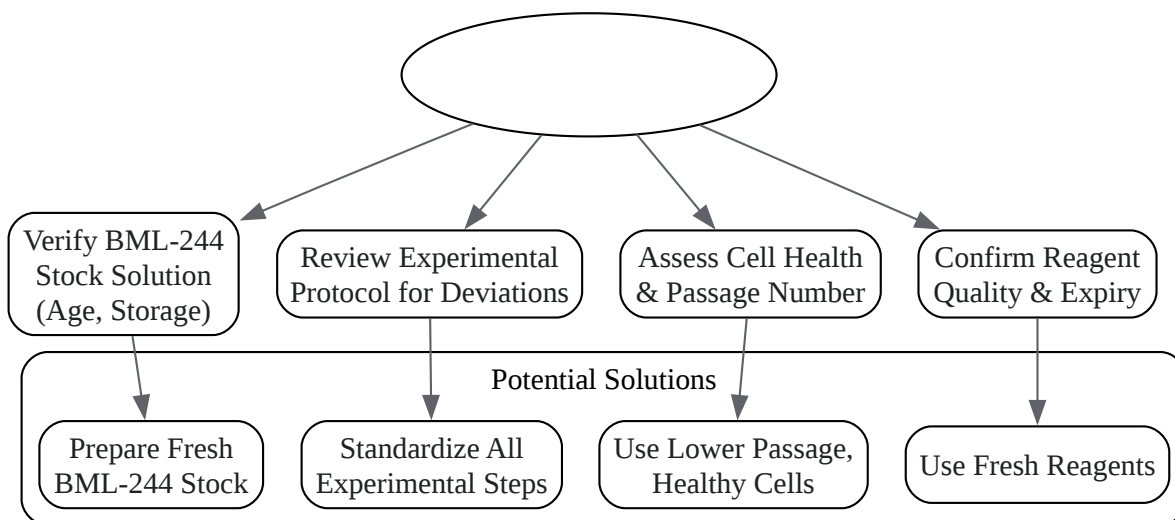 Verify BML-244
Stock Solution
(Age, Storage)
Review Experimental
Protocol for Deviations
Assess Cell Health
& Passage Number
Confirm Reagent
Quality & Expiry
Potential Solutions
Prepare Fresh
BML-244 Stock
Standardize All
Experimental Steps
Use Lower Passage,
Healthy Cells
Use Fresh Reagents